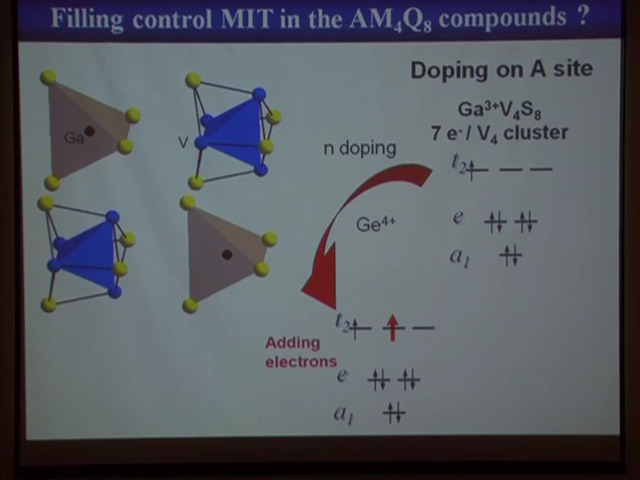 Filling control MIT in the AM₄Q₈ compounds ?
Doping on A site
Ga³⁺V₄S₈
7 e⁻/ V₄ cluster
Ga
V
n doping
t₂
Ge⁴⁺
e
a₁
t₂
Adding
electrons
e
a₁